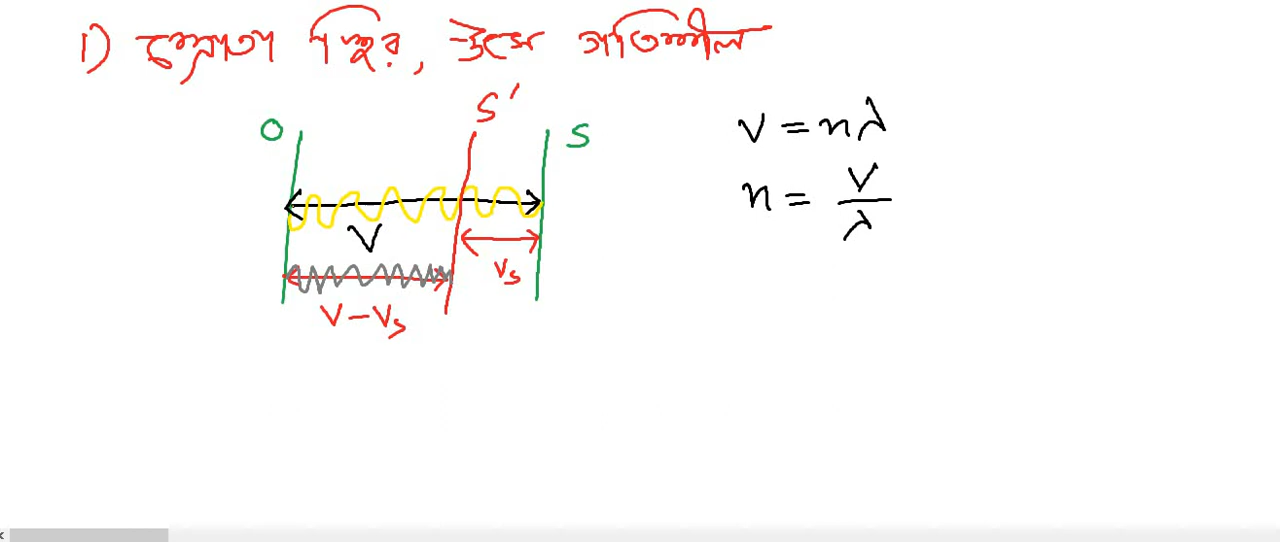 1) শ্রোতা স্থির, উৎস গতিশীল
S'
O
S
V = nλ
n = V/λ
V
Vs
V-Vs